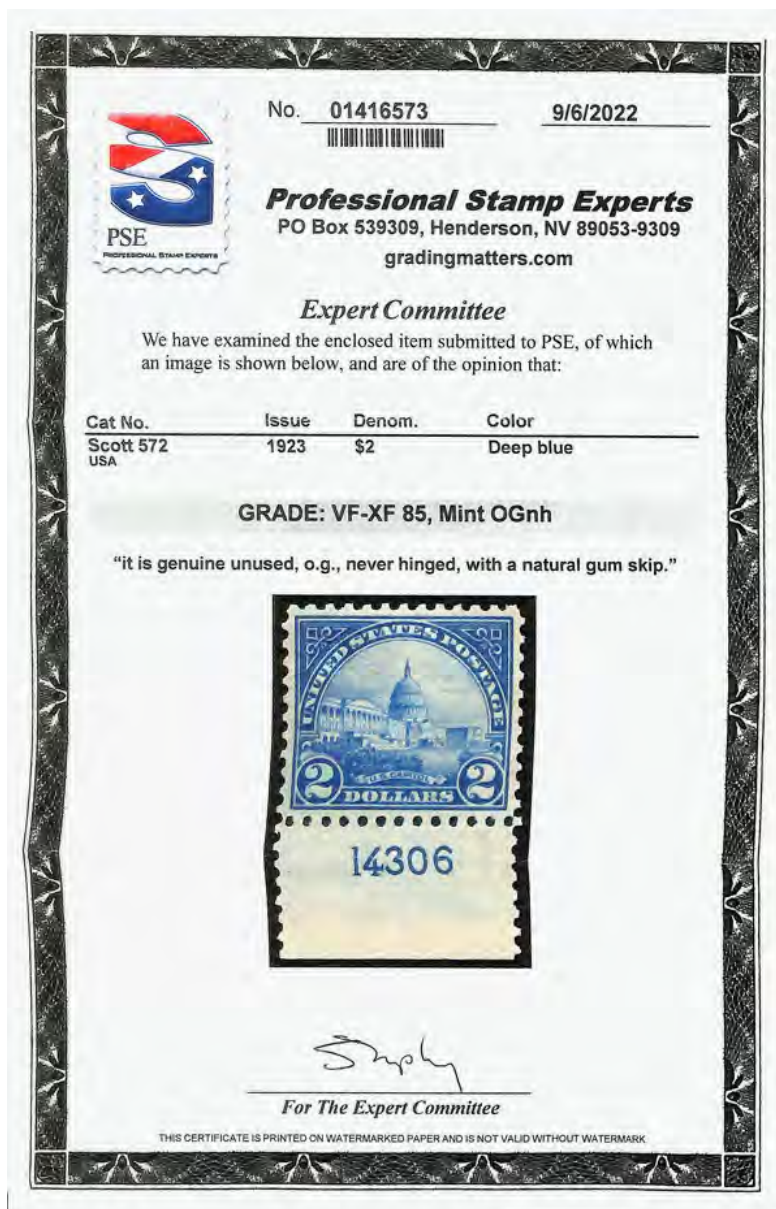 No. 01416573 9/6/2022
PSE
PROFESSIONAL STAMP EXPERTS
Professional Stamp Experts
PO Box 539309, Henderson, NV 89053-9309
gradingmatters.com
Expert Committee
We have examined the enclosed item submitted to PSE, of which
an image is shown below, and are of the opinion that:
Cat No. Issue Denom. Color
Scott 572 1923 $2 Deep blue
USA
GRADE: VF-XF 85, Mint OGnh
“it is genuine unused, o.g., never hinged, with a natural gum skip.”
UNITED STATES POSTAGE
U.S. CAPITOL
2 DOLLARS 2
14306
For The Expert Committee
THIS CERTIFICATE IS PRINTED ON WATERMARKED PAPER AND IS NOT VALID WITHOUT WATERMARK